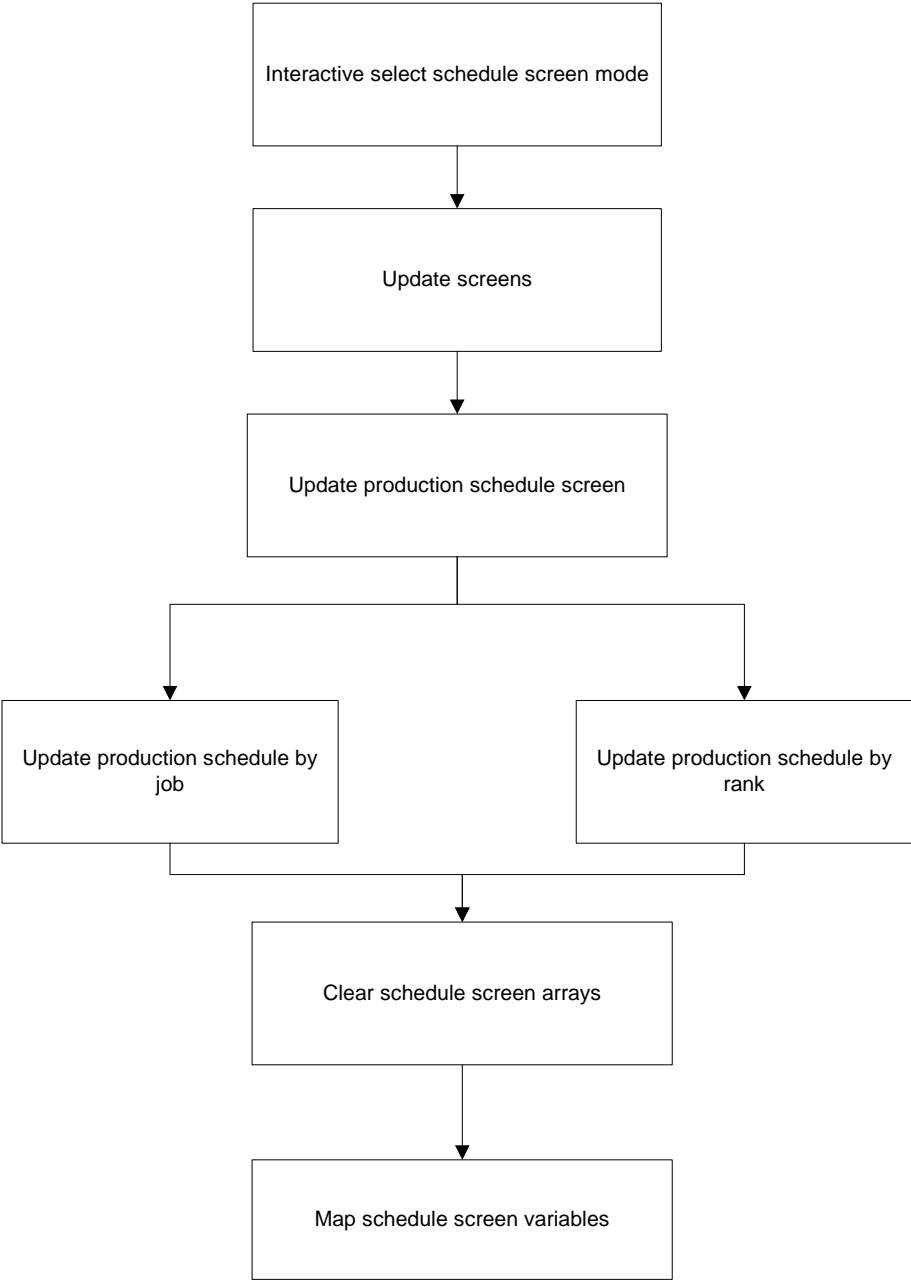 Interactive select schedule screen mode
Update screens
Update production schedule screen
Update production schedule by
job
Update production schedule by
rank
Clear schedule screen arrays
Map schedule screen variables